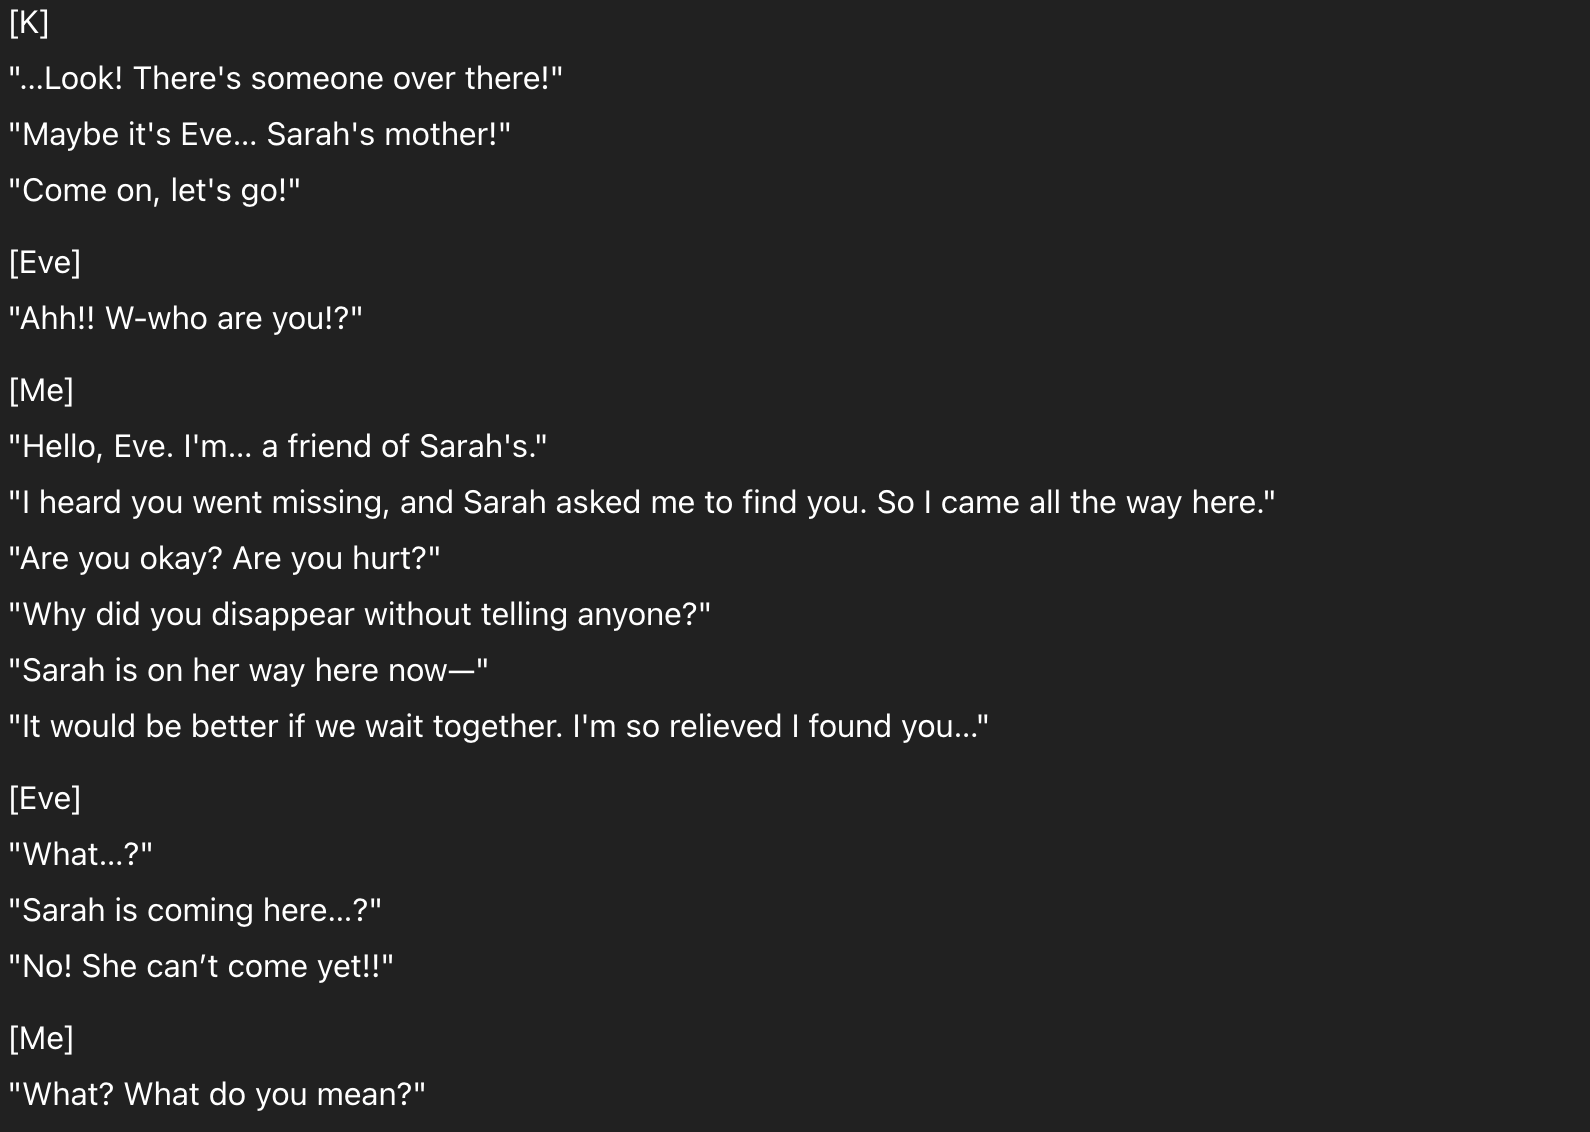 [K]
"...Look! There's someone over there!"
"Maybe it's Eve... Sarah's mother!"
"Come on, let's go!"
[Eve]
"Ahh!! W-who are you!?"
[Me]
"Hello, Eve. I'm... a friend of Sarah's."
"I heard you went missing, and Sarah asked me to find you. So I came all the way here."
"Are you okay? Are you hurt?"
"Why did you disappear without telling anyone?"
"Sarah is on her way here now—"
"It would be better if we wait together. I'm so relieved I found you..."
[Eve]
"What...?"
"Sarah is coming here...?"
"No! She can’t come yet!!"
[Me]
"What? What do you mean?"